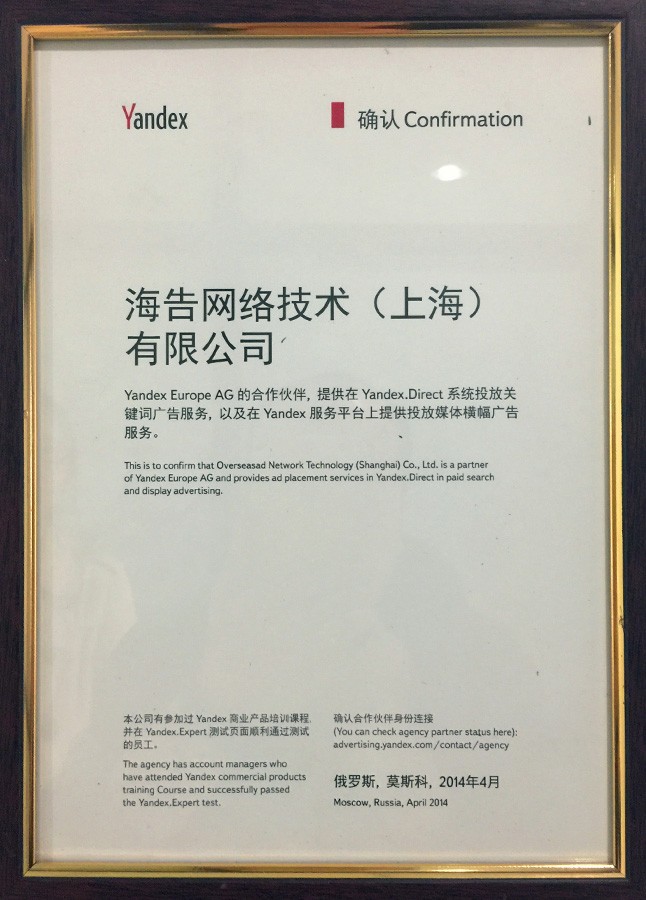 Yandex
确认 Confirmation
海告网络技术（上海）
有限公司
Yandex Europe AG 的合作伙伴, 提供在 Yandex.Direct 系统投放关
键词广告服务, 以及在 Yandex 服务平台上提供投放媒体横幅广告
服务。
This is to confirm that Overseasad Network Technology (Shanghai) Co., Ltd. is a partner
of Yandex Europe AG and provides ad placement services in Yandex.Direct in paid search
and display advertising.
本公司有参加过 Yandex 商业产品培训课程,
并在 Yandex.Expert 测试页面顺利通过测试
的员工。
The agency has account managers who
have attended Yandex commercial products
training Course and successfully passed
the Yandex.Expert test.
确认合作伙伴身份连接
(You can check agency partner status here):
advertising.yandex.com/contact/agency
俄罗斯, 莫斯科, 2014年4月
Moscow, Russia, April 2014